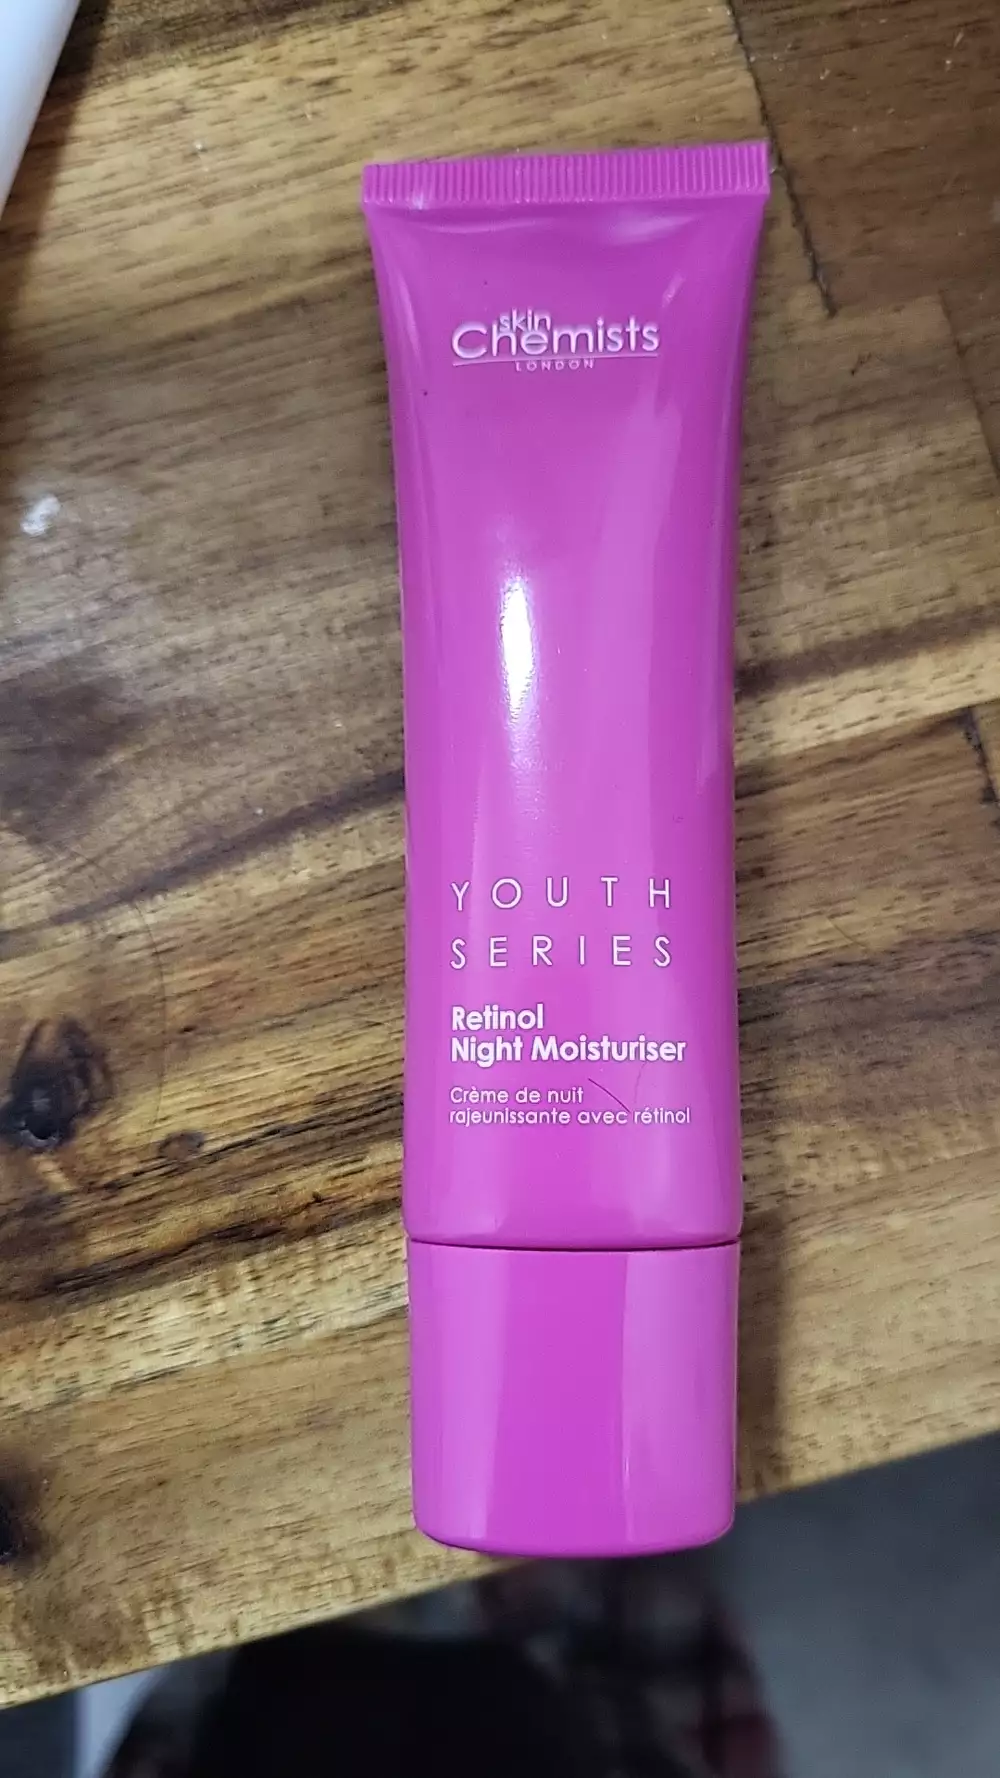 skin
Chemists
LONDON
YOUTH
SERIES
Retinol
Night Moisturiser
Crème de nuit
rajeunissante avec rétinol